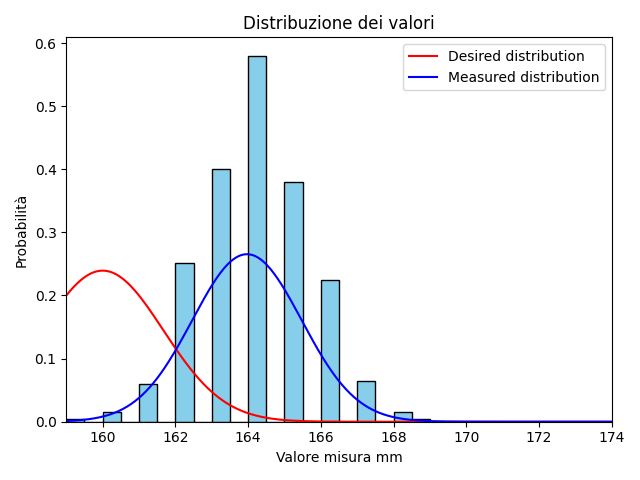 Distribuzione dei valori
Desired distribution
Measured distribution
Probabilità
0.6
0.5
0.4
0.3
0.2
0.1
0.0
160 162 164 166 168 170 172 174
Valore misura mm